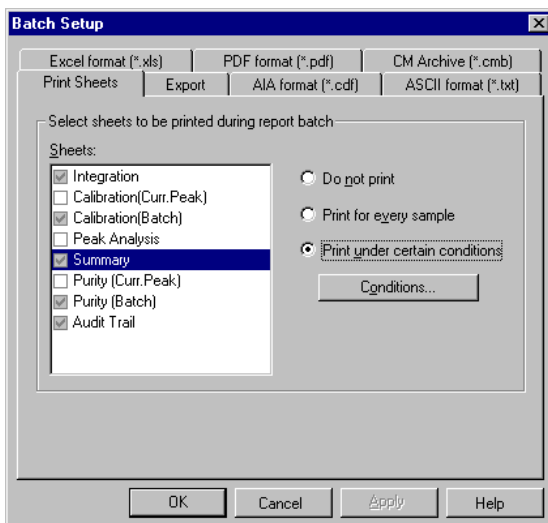 Batch Setup
Excel format (*.xls)
PDF format (*.pdf)
CM Archive (*.cmb)
Print Sheets
Export
AIA format (*.cdf)
ASCII format (*.txt)
Select sheets to be printed during report batch
Sheets:
Integration
Calibration(Curr.Peak)
Calibration(Batch)
Peak Analysis
Summary
Purity (Curr.Peak)
Purity (Batch)
Audit Trail
Do not print
Print for every sample
Print under certain conditions
Conditions...
OK
Cancel
Apply
Help